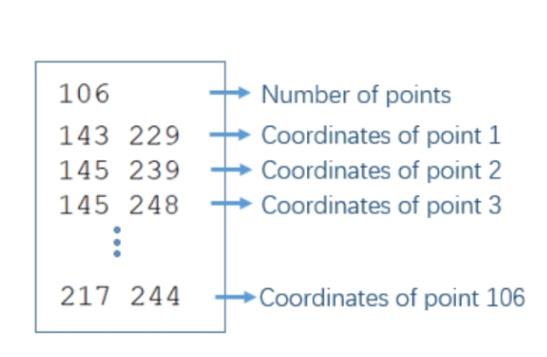 106 Number of points
143 229 Coordinates of point 1
145 239 Coordinates of point 2
145 248 Coordinates of point 3
217 244 Coordinates of point 106